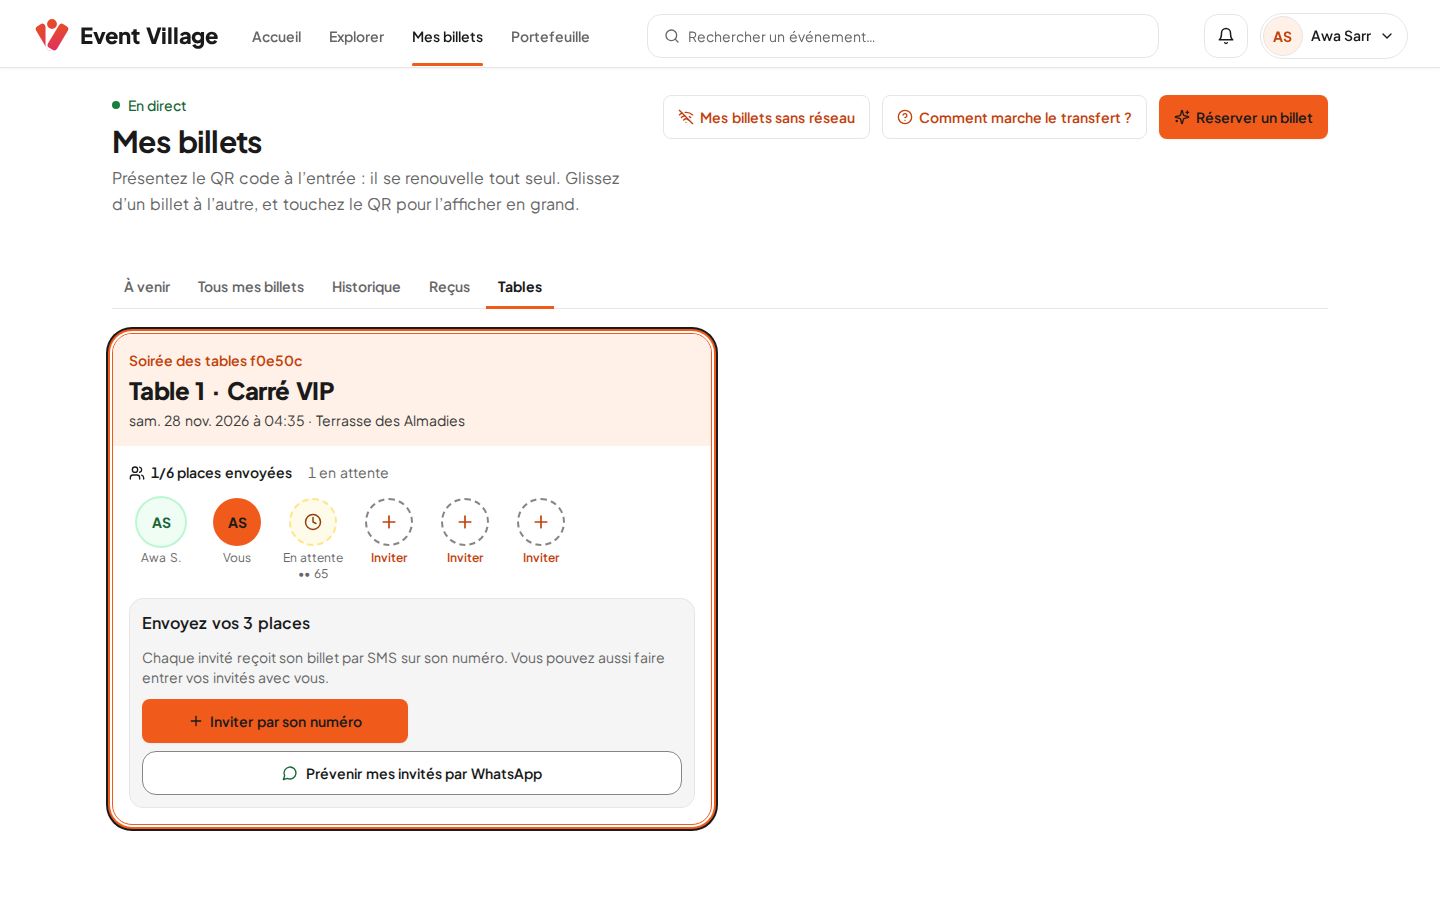 Event Village
Accueil
Explorer
Mes billets
Portefeuille
Rechercher un événement…
AS
Awa Sarr
En direct
Mes billets
Présentez le QR code à l’entrée : il se renouvelle tout seul. Glissez
d’un billet à l’autre, et touchez le QR pour l’afficher en grand.
Mes billets sans réseau
Comment marche le transfert ?
Réserver un billet
À venir
Tous mes billets
Historique
Reçus
Tables
Soirée des tables f0e50c
Table 1 · Carré VIP
sam. 28 nov. 2026 à 04:35 · Terrasse des Almadies
1/6 places envoyées
1 en attente
AS
Awa S.
AS
Vous
En attente
•• 65
Inviter
Inviter
Inviter
Envoyez vos 3 places
Chaque invité reçoit son billet par SMS sur son numéro. Vous pouvez aussi faire
entrer vos invités avec vous.
Inviter par son numéro
Prévenir mes invités par WhatsApp